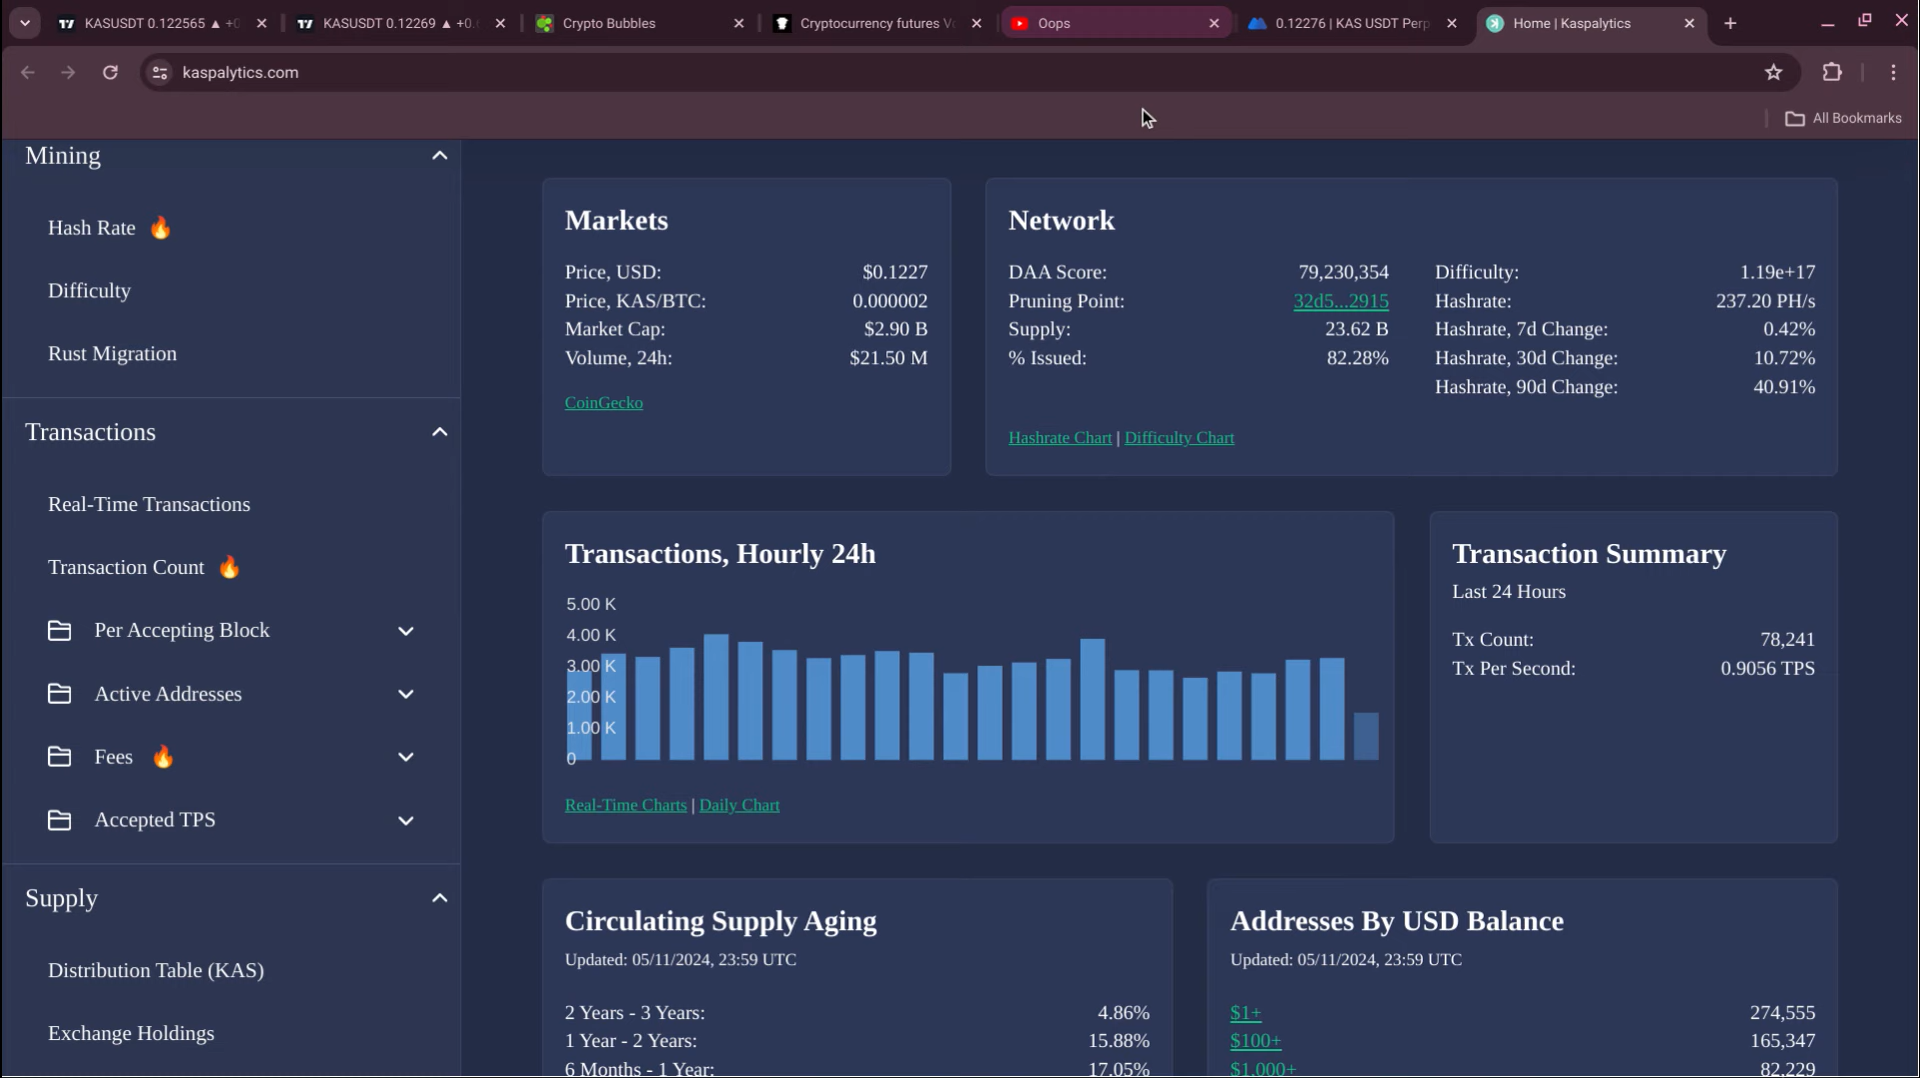 KASUSDT 0.122565 ▲ +0
KASUSDT 0.12269 ▲ +0.
Crypto Bubbles
Cryptocurrency futures Vo
Oops
0.12276 | KAS USDT Perp
Home | Kaspalytics
kaspalytics.com
All Bookmarks
Mining
Hash Rate 🔥
Difficulty
Rust Migration
Transactions
Real-Time Transactions
Transaction Count 🔥
Per Accepting Block
Active Addresses
Fees 🔥
Accepted TPS
Supply
Distribution Table (KAS)
Exchange Holdings
Markets
Price, USD: $0.1227
Price, KAS/BTC: 0.000002
Market Cap: $2.90 B
Volume, 24h: $21.50 M
CoinGecko
Network
DAA Score: 79,230,354
Pruning Point: 32d5...2915
Supply: 23.62 B
% Issued: 82.28%
Difficulty: 1.19e+17
Hashrate: 237.20 PH/s
Hashrate, 7d Change: 0.42%
Hashrate, 30d Change: 10.72%
Hashrate, 90d Change: 40.91%
Hashrate Chart | Difficulty Chart
Transactions, Hourly 24h
5.00 K
4.00 K
3.00 K
2.00 K
1.00 K
0
Real-Time Charts | Daily Chart
Transaction Summary
Last 24 Hours
Tx Count: 78,241
Tx Per Second: 0.9056 TPS
Circulating Supply Aging
Updated: 05/11/2024, 23:59 UTC
2 Years - 3 Years: 4.86%
1 Year - 2 Years: 15.88%
6 Months - 1 Year: 17.05%
Addresses By USD Balance
Updated: 05/11/2024, 23:59 UTC
$1+ 274,555
$100+ 165,347
$1,000+ 82,229